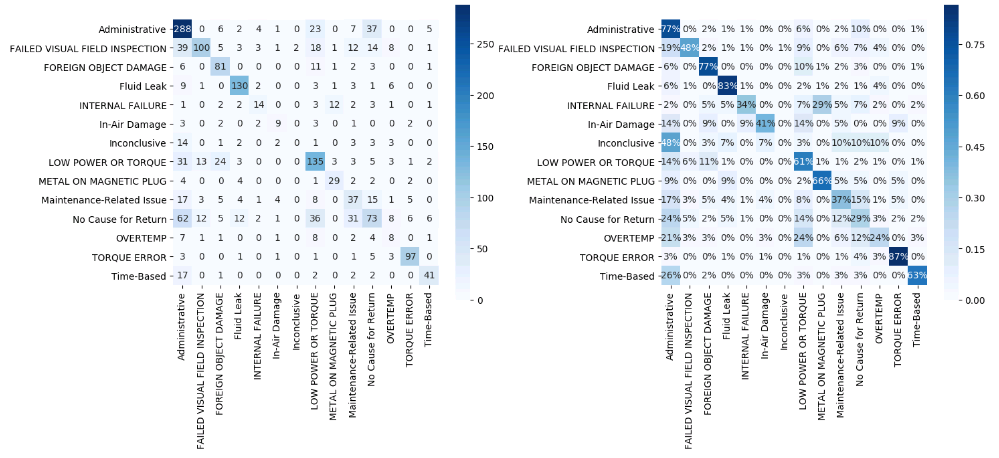 Administrative 288 0 6 2 4 1 0 23 0 7 37 0 0 5
FAILED VISUAL FIELD INSPECTION 39 100 5 3 3 1 2 18 1 12 14 8 0 1
FOREIGN OBJECT DAMAGE 6 0 81 0 0 0 0 11 1 2 3 0 0 1
Fluid Leak 9 1 0 130 2 0 0 3 1 3 1 6 0 0
INTERNAL FAILURE 1 0 2 2 14 0 0 3 12 2 3 1 0 1
In-Air Damage 3 0 2 0 2 9 0 3 0 1 0 0 2 0
Inconclusive 14 0 1 2 0 2 0 1 0 3 3 3 0 0
LOW POWER OR TORQUE 31 13 24 3 0 0 0 135 3 3 5 3 1 2
METAL ON MAGNETIC PLUG 4 0 0 4 0 0 0 1 29 2 2 0 2 0
Maintenance-Related Issue 17 3 5 4 1 4 0 8 0 37 15 1 3 3
No Cause for Return 62 12 5 12 2 1 0 36 1 31 73 8 6 6
OVERTEMP 7 1 1 0 0 1 0 8 0 2 4 8 0 1
TORQUE ERROR 3 0 0 1 0 0 0 1 0 1 5 3 97 0
Time-Based 17 0 1 0 0 0 0 2 0 2 2 0 0 41
Administrative
FAILED VISUAL FIELD INSPECTION
FOREIGN OBJECT DAMAGE
Fluid Leak
INTERNAL FAILURE
In-Air Damage
Inconclusive
LOW POWER OR TORQUE
METAL ON MAGNETIC PLUG
Maintenance-Related Issue
No Cause for Return
OVERTEMP
TORQUE ERROR
Time-Based
250
200
150
100
50
0
Administrative 77% 0% 2% 1% 1% 0% 0% 6% 0% 2% 10% 0% 0% 1%
FAILED VISUAL FIELD INSPECTION 19% 48% 2% 1% 1% 0% 1% 9% 0% 6% 7% 4% 0% 0%
FOREIGN OBJECT DAMAGE 6% 0% 77% 0% 0% 0% 0% 10% 1% 2% 3% 0% 0% 1%
Fluid Leak 6% 1% 0% 83% 1% 0% 0% 2% 1% 2% 1% 4% 0% 0%
INTERNAL FAILURE 2% 0% 5% 5% 34% 0% 0% 7% 29% 5% 7% 2% 0% 2%
In-Air Damage 14% 0% 9% 0% 9% 41% 0% 14% 0% 5% 0% 0% 9% 0%
Inconclusive 48% 0% 3% 7% 0% 7% 0% 3% 0% 10% 10% 10% 0% 0%
LOW POWER OR TORQUE 14% 6% 11% 1% 0% 0% 0% 61% 1% 1% 2% 1% 0% 1%
METAL ON MAGNETIC PLUG 9% 0% 0% 9% 0% 0% 0% 2% 66% 5% 5% 0% 5% 0%
Maintenance-Related Issue 17% 3% 5% 4% 1% 4% 0% 8% 0% 37% 15% 1% 3% 3%
No Cause for Return 24% 5% 2% 5% 1% 0% 0% 14% 0% 12% 29% 3% 2% 2%
OVERTEMP 21% 3% 3% 0% 0% 3% 0% 24% 0% 6% 12% 24% 0% 3%
TORQUE ERROR 3% 0% 0% 1% 0% 0% 0% 1% 0% 1% 4% 3% 87% 0%
Time-Based 26% 0% 2% 0% 0% 0% 0% 3% 0% 3% 3% 0% 0% 63%
Administrative
FAILED VISUAL FIELD INSPECTION
FOREIGN OBJECT DAMAGE
Fluid Leak
INTERNAL FAILURE
In-Air Damage
Inconclusive
LOW POWER OR TORQUE
METAL ON MAGNETIC PLUG
Maintenance-Related Issue
No Cause for Return
OVERTEMP
TORQUE ERROR
Time-Based
0.75
0.60
0.45
0.30
0.15
0.00